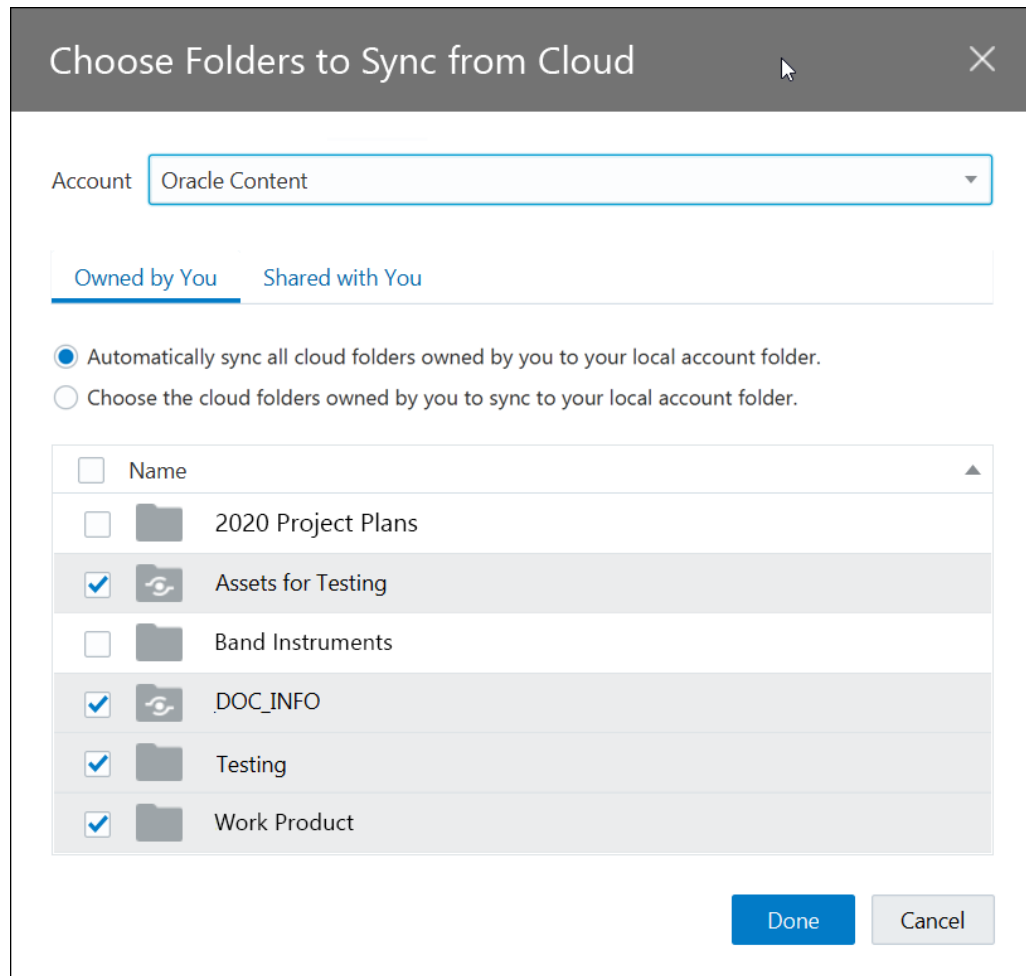 Choose Folders to Sync from Cloud
Account Oracle Content
Owned by You Shared with You
Automatically sync all cloud folders owned by you to your local account folder.
Choose the cloud folders owned by you to sync to your local account folder.
Name
2020 Project Plans
Assets for Testing
Band Instruments
DOC_INFO
Testing
Work Product
Done Cancel